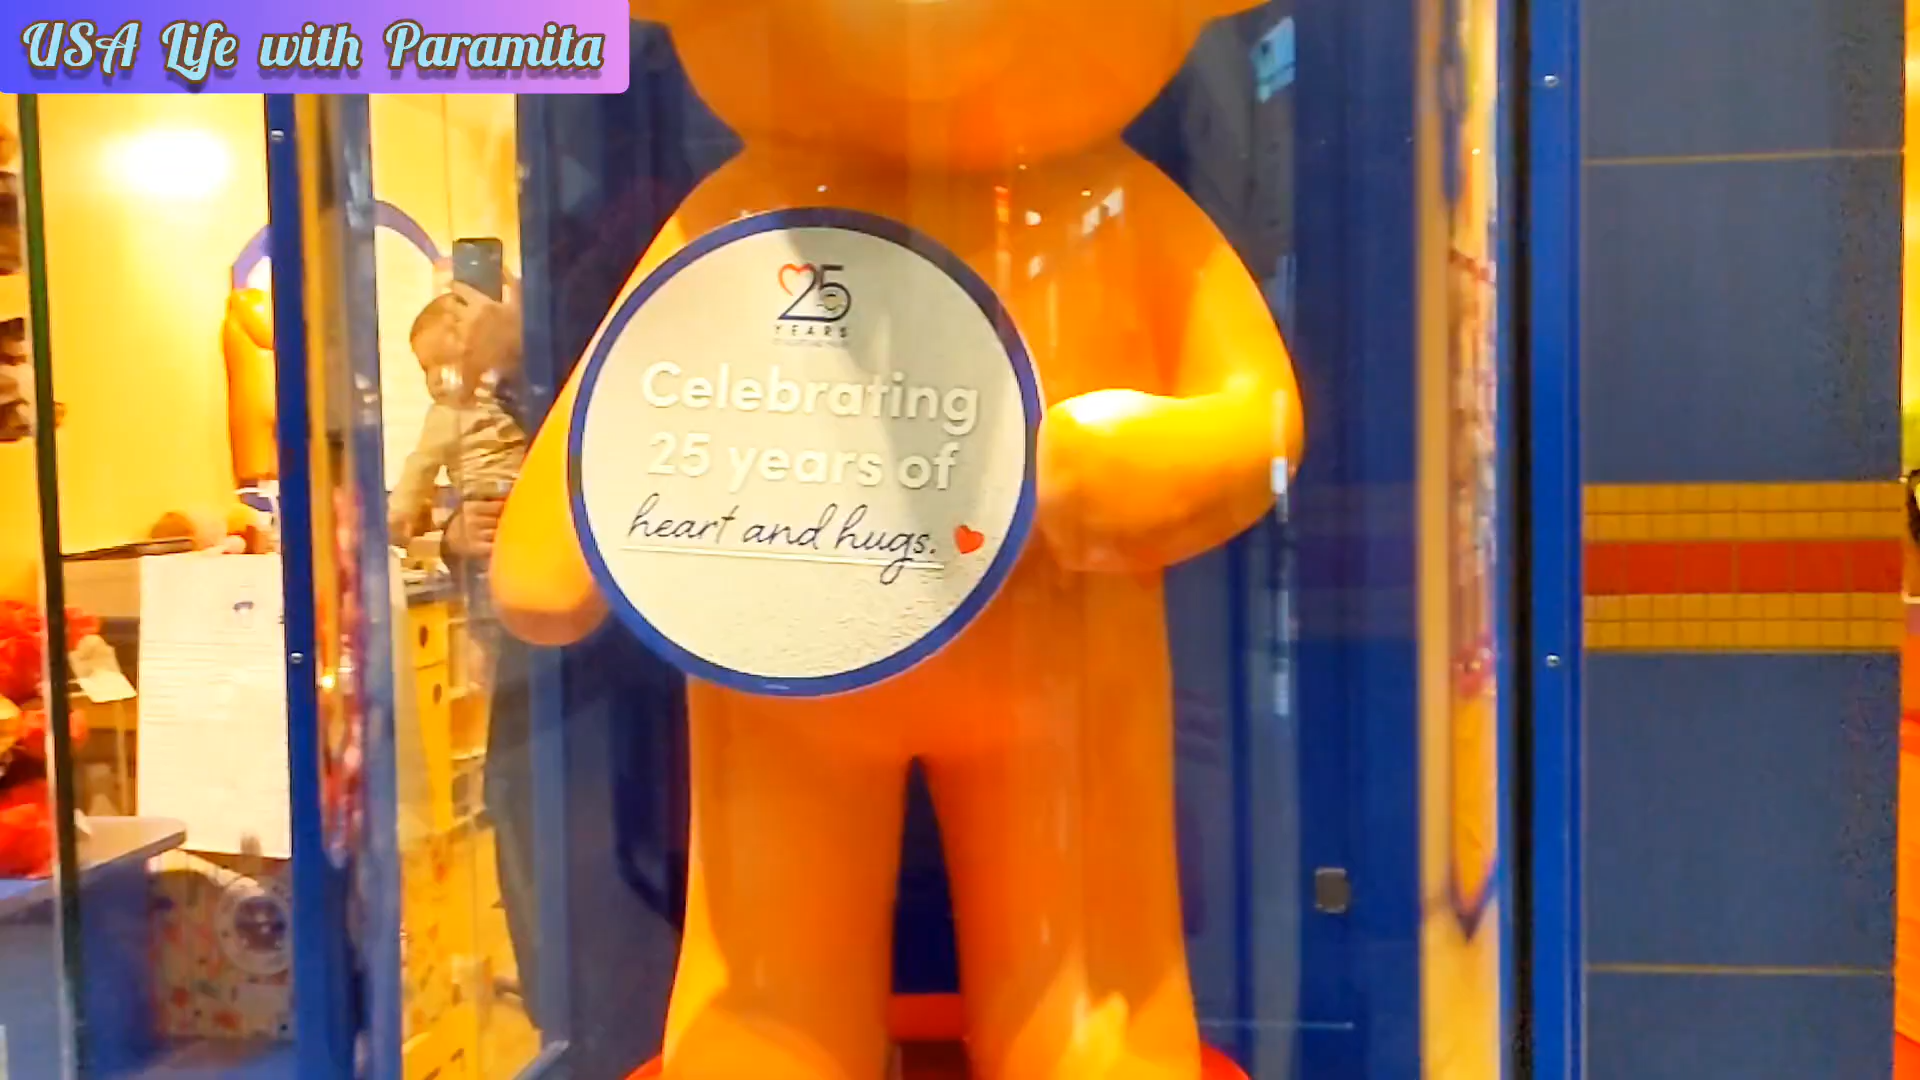 USA Life with Paramita
25
YEARS
Celebrating
25 years of
heart and hugs.